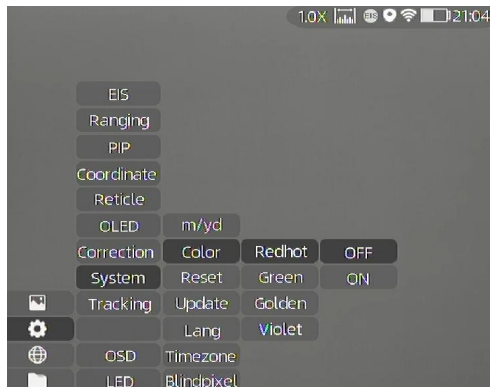 1.0X EIS 21:04
EIS
Ranging
PIP
Coordinate
Reticle
OLED m/yd
Correction Color Redhot OFF
System Reset Green ON
Tracking Update Golden
Lang Violet
OSD Timezone
LED Blindpixel